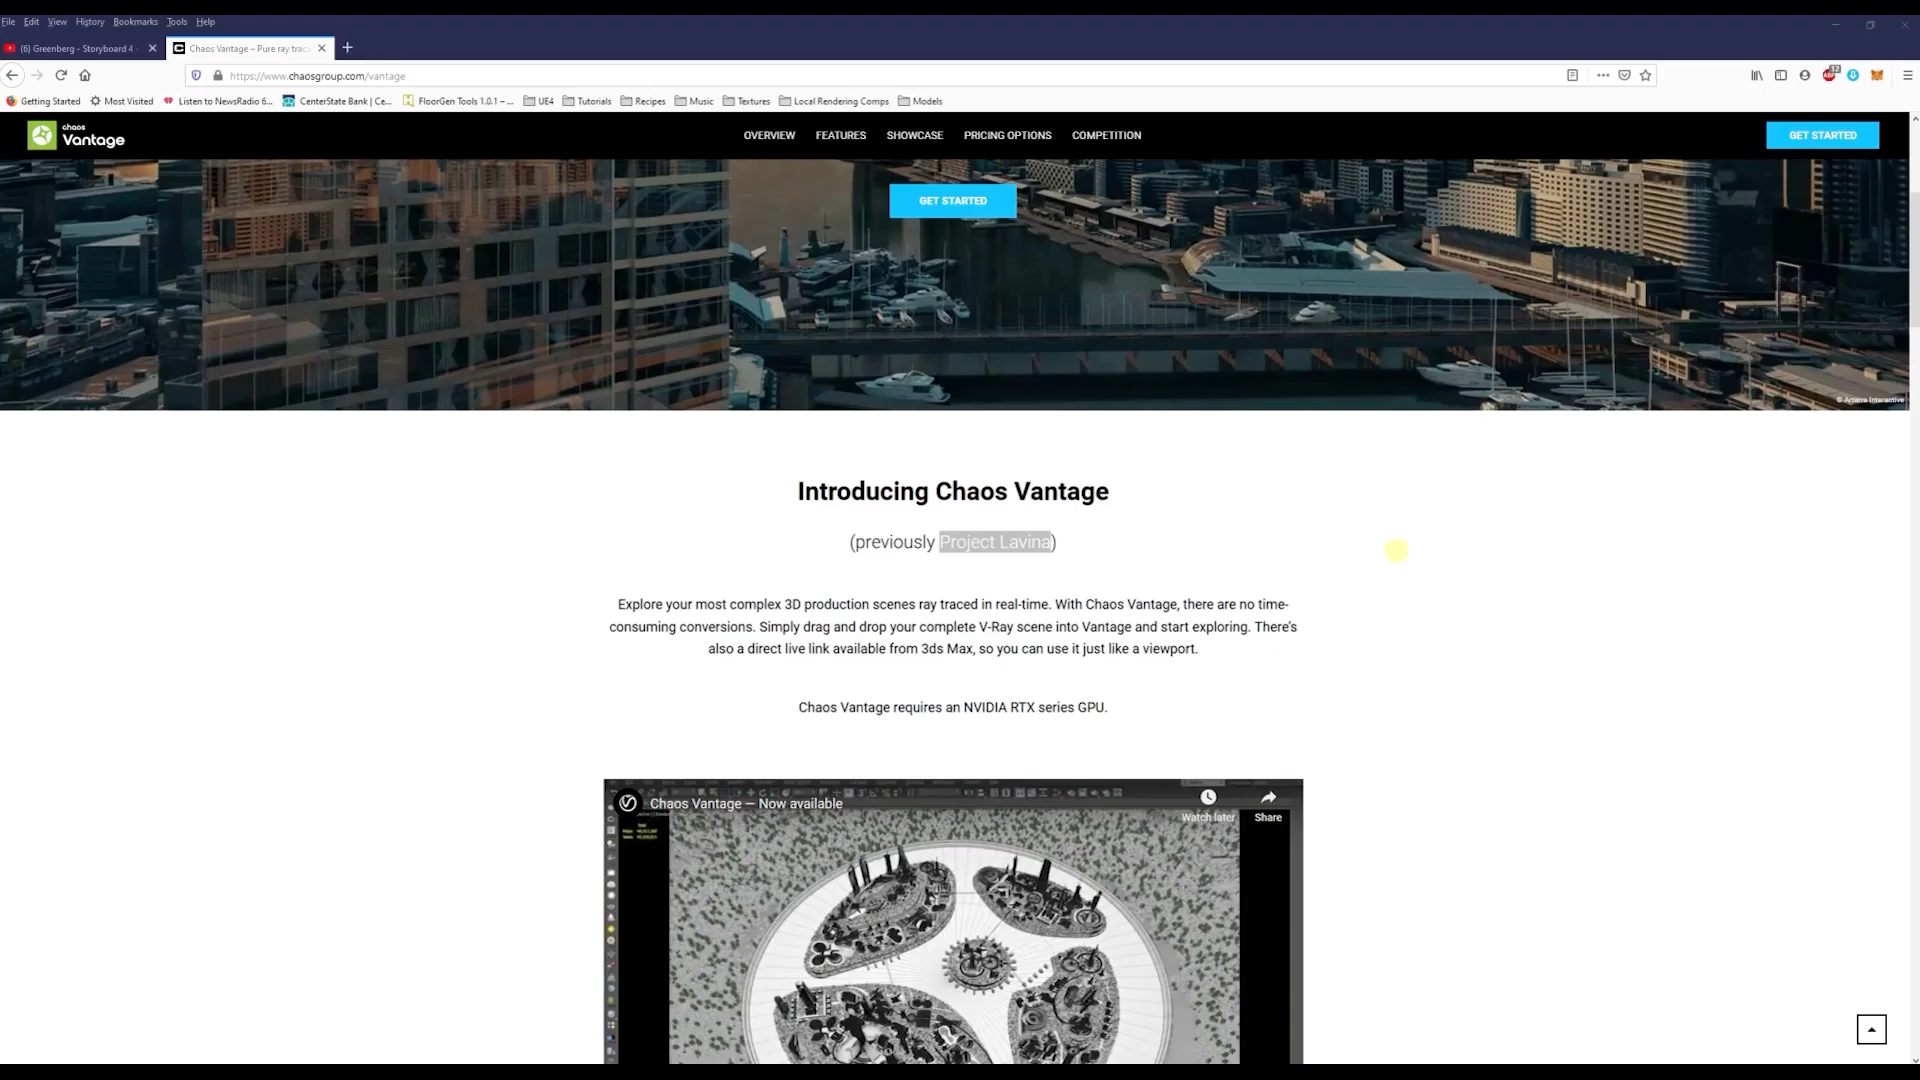 File Edit View History Bookmarks Tools Help
(6) Greenberg - Storyboard 4 -
Chaos Vantage – Pure ray trac
https://www.chaosgroup.com/vantage
12
ABP
Getting Started Most Visited Listen to NewsRadio 6... CenterState Bank | Ce... FloorGen Tools 1.0.1 – ... UE4 Tutorials Recipes Music Textures Local Rendering Comps Models
chaos
Vantage
OVERVIEW FEATURES SHOWCASE PRICING OPTIONS COMPETITION
GET STARTED
GET STARTED
© Arterra Interactive
Introducing Chaos Vantage
(previously Project Lavina)
Explore your most complex 3D production scenes ray traced in real-time. With Chaos Vantage, there are no time-
consuming conversions. Simply drag and drop your complete V-Ray scene into Vantage and start exploring. There's
also a direct live link available from 3ds Max, so you can use it just like a viewport.
Chaos Vantage requires an NVIDIA RTX series GPU.
Chaos Vantage — Now available
Watch later
Share